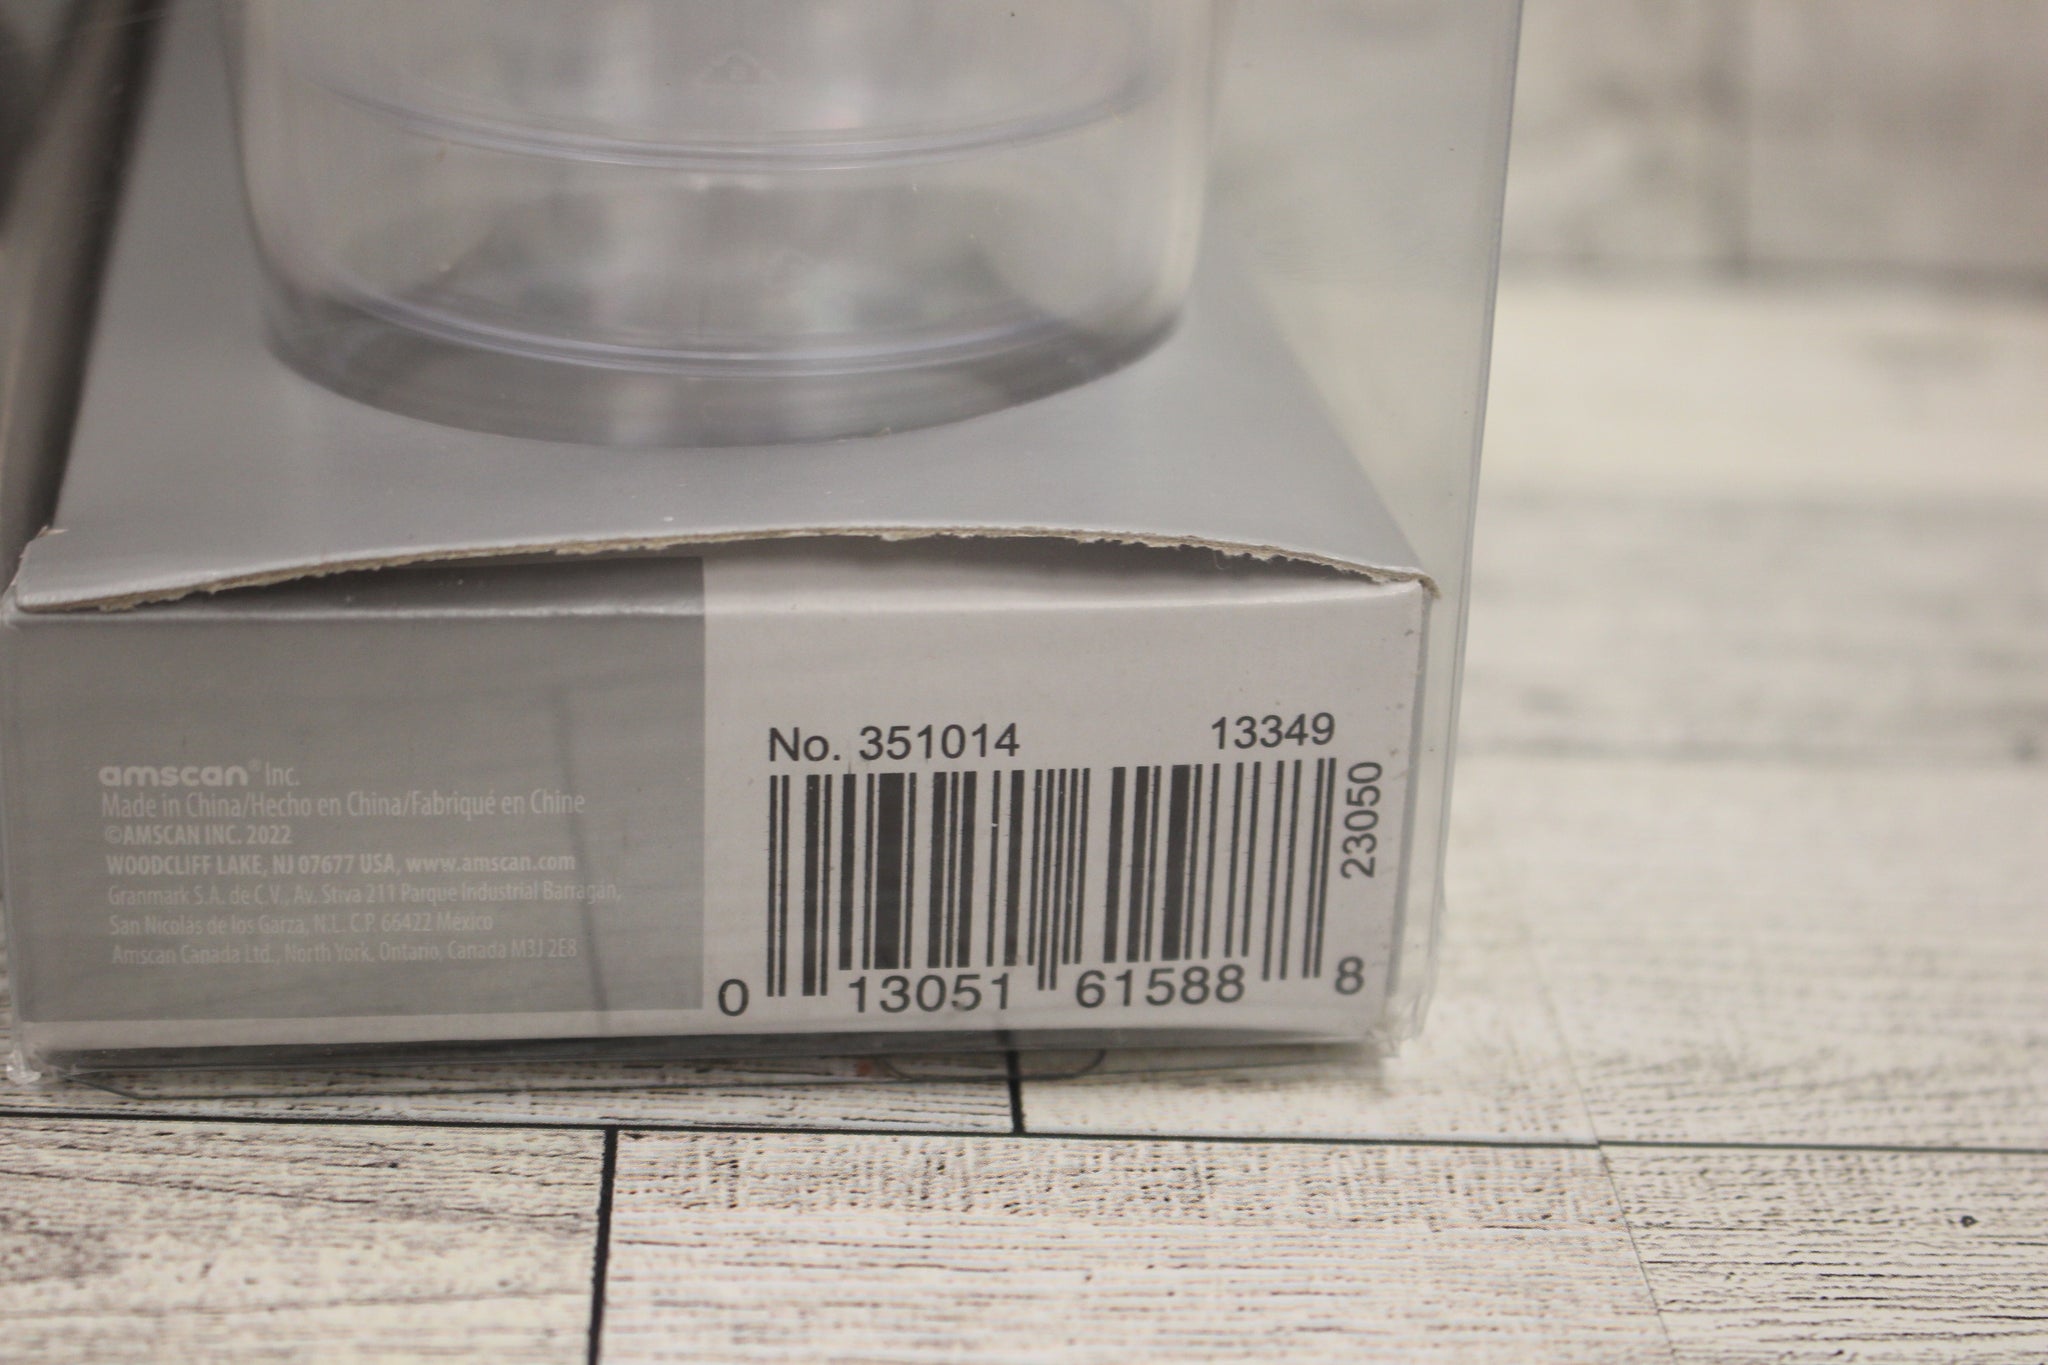 amscan® Inc.
Made in China/Hecho en China/Fabriqué en Chine
©AMSCAN INC. 2022
WOODCLIFF LAKE, NJ 07677 USA, www.amscan.com
Granmark S.A. de C.V., Av. Stiva 211 Parque Industrial Barragán,
San Nicolás de los Garza, N.L. C.P. 66422 México
Amscan Canada Ltd., North York, Ontario, Canada M3J 2E8
No. 351014 13349
23050
0 13051 61588 8